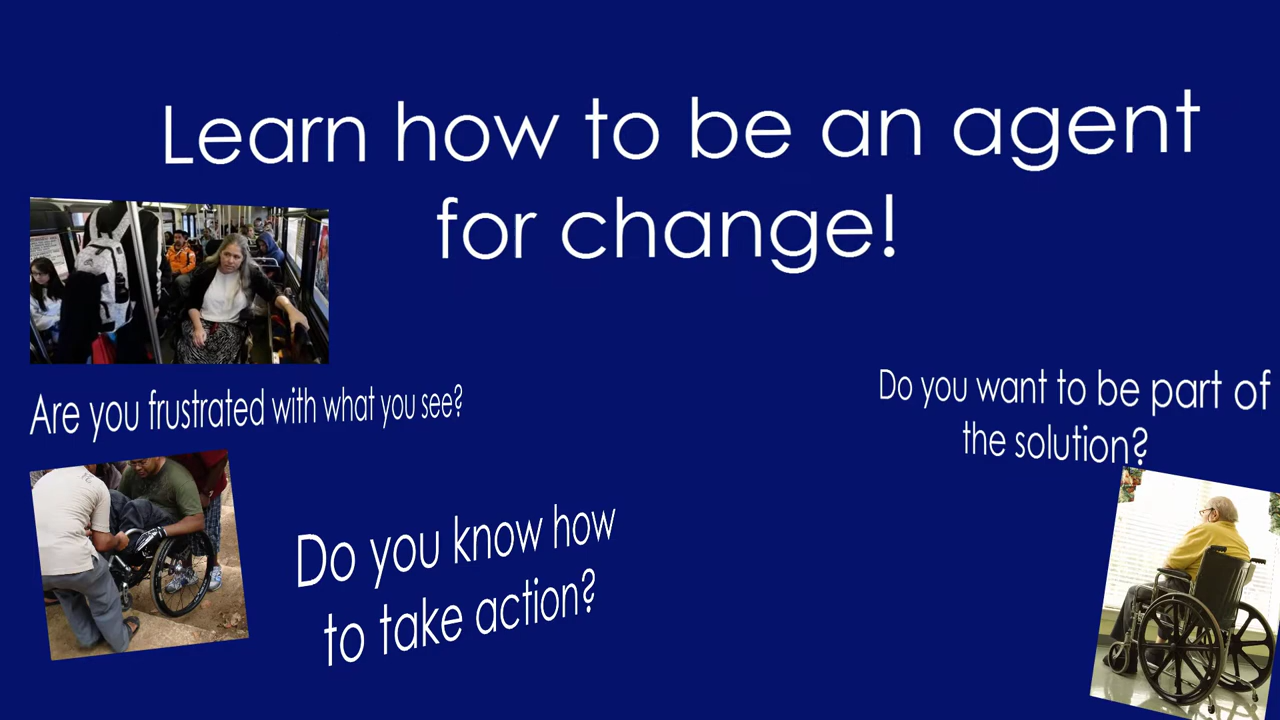 Learn how to be an agent
for change!
Are you frustrated with what you see?
Do you want to be part of
the solution?
Do you know how
to take action?